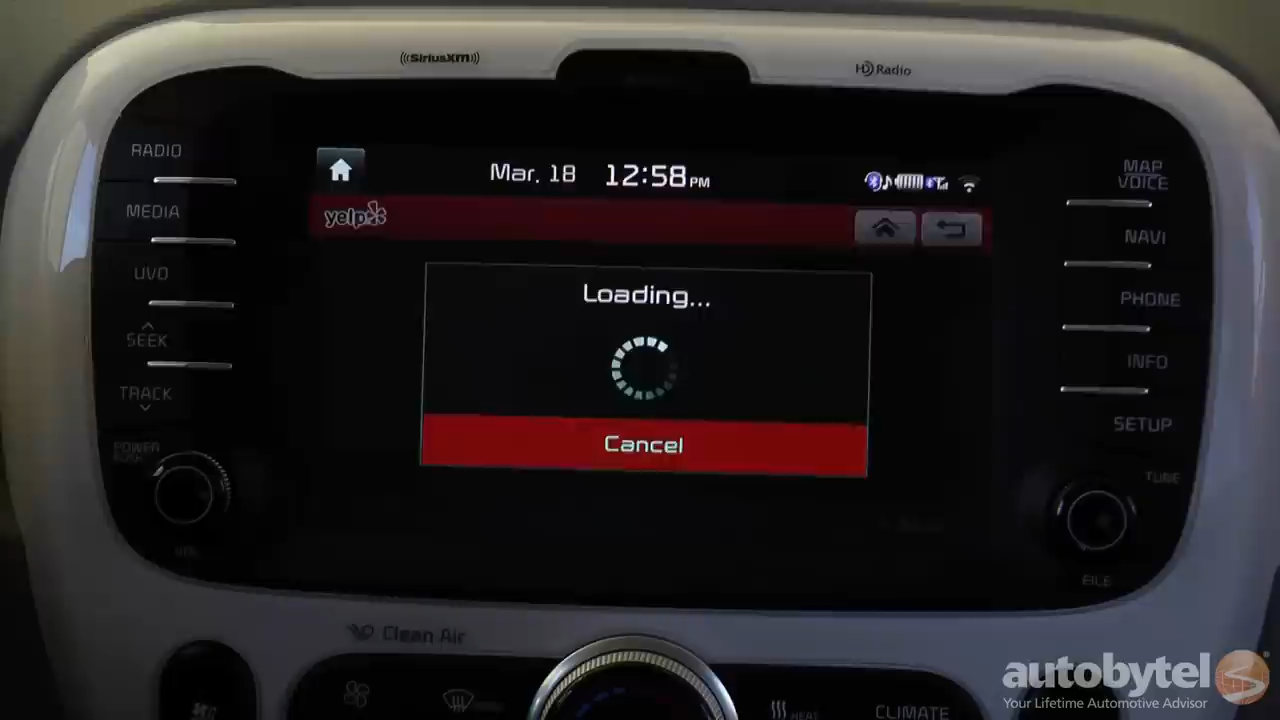 SiriusXM
HD Radio
RADIO
MEDIA
UVO
SEEK
TRACK
POWER
Mar. 18 12:58 PM
yelp
Loading...
Cancel
MAP
VOICE
NAVI
PHONE
INFO
SETUP
TUNE
FILE
Clean Air
CLIMATE
autobytel
Your Lifetime Automotive Advisor